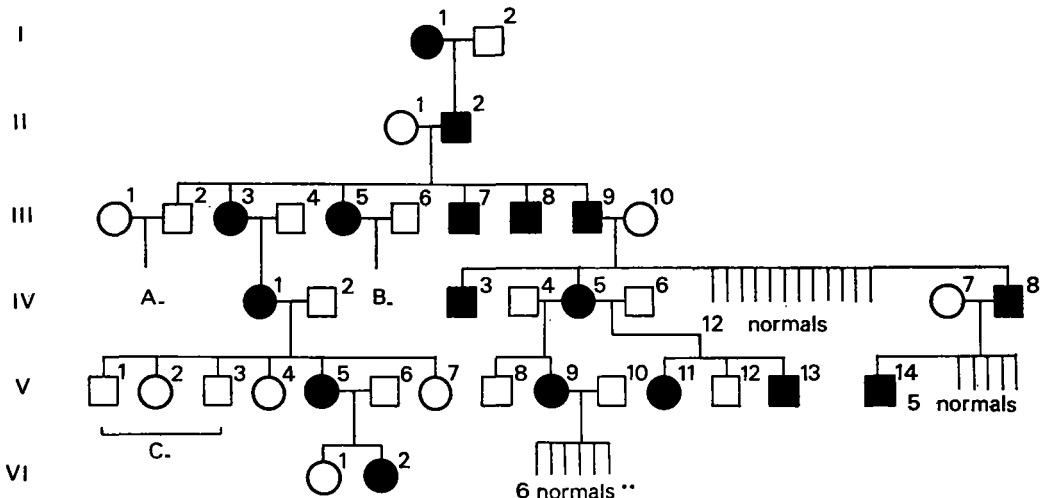 I 1 2
II 1 2
III 1 2 3 4 5 6 7 8 9 10
A- B-
IV 1 2 3 4 5 6 12 normals 7 8
V 1 2 3 4 5 6 7 8 9 10 11 12 13 14 5 normals
C-
VI 1 2 6 normals ••